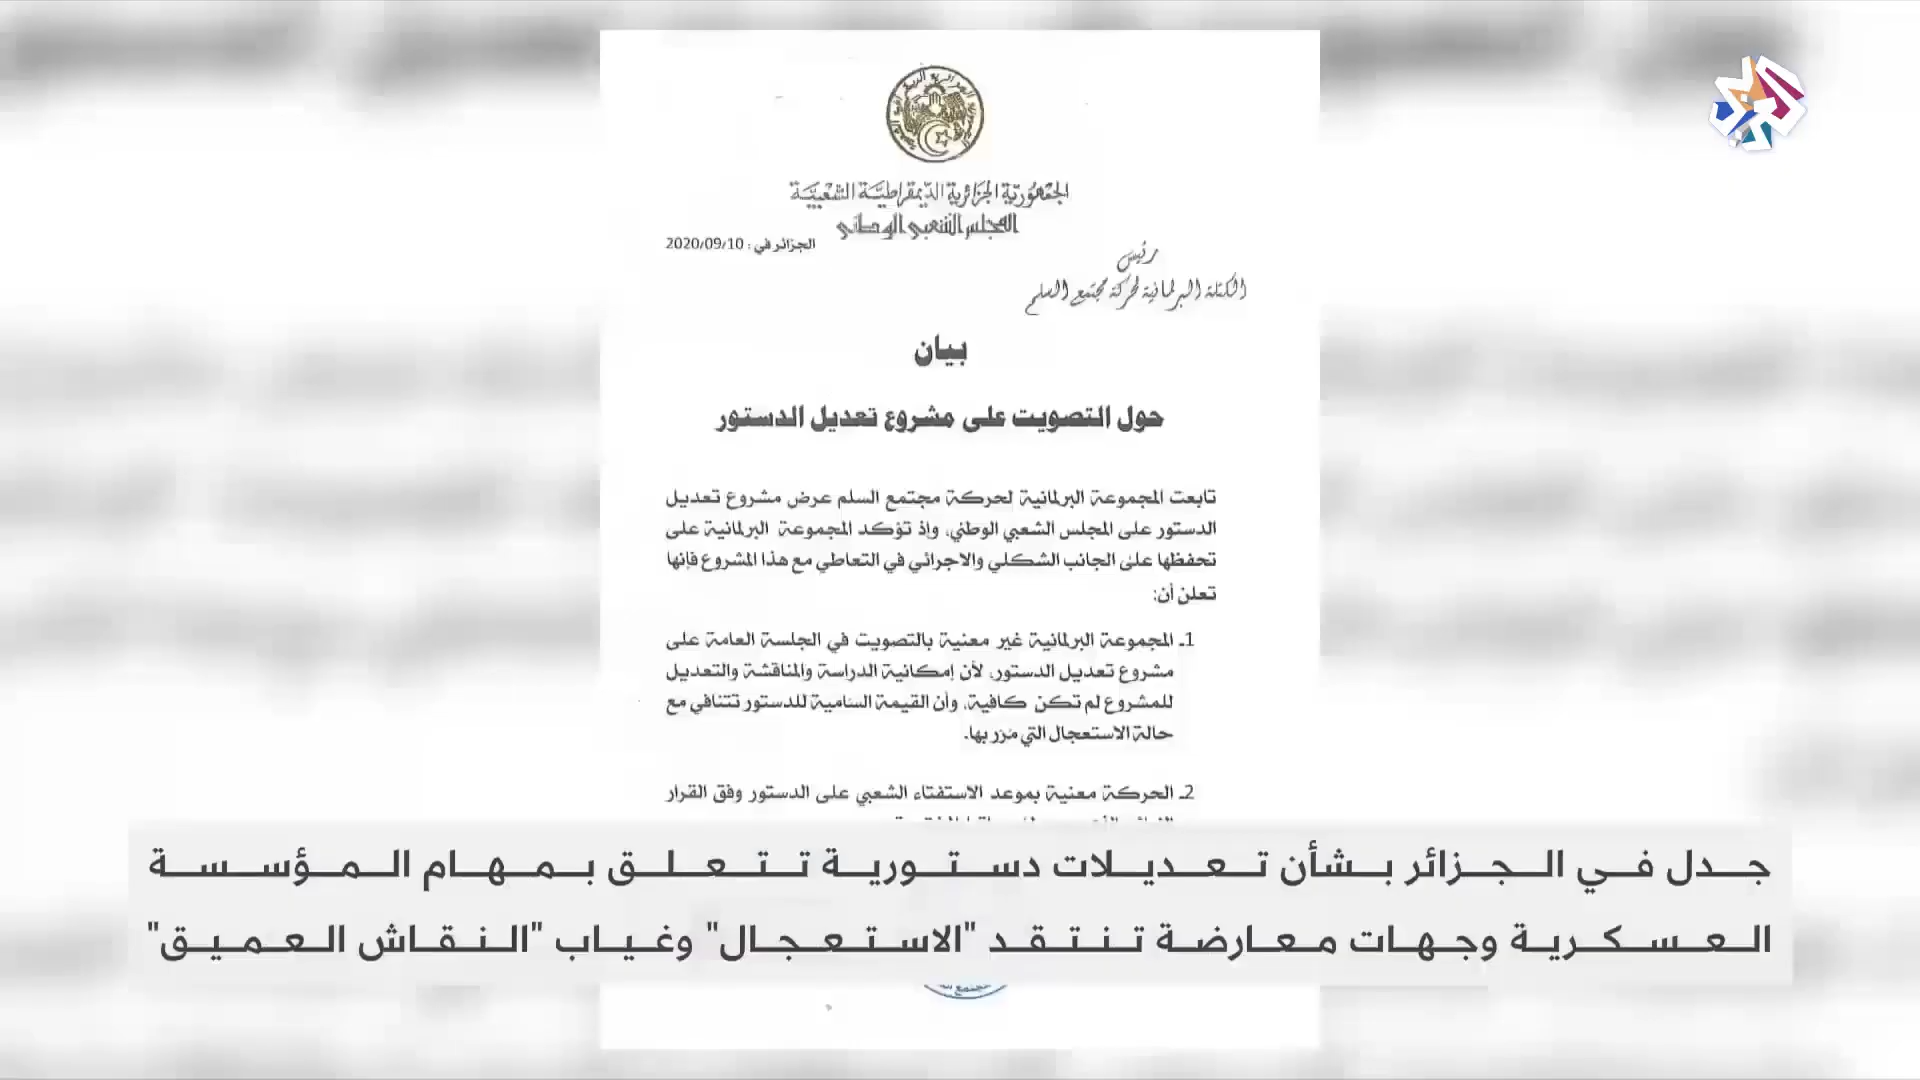 الجمهورية الجزائرية الديمقراطية الشعبية
المجلس الشعبي الوطني
الجزائر في : 2020/09/10
رئيس
الكتلة البرلمانية لحركة مجتمع السلم
بيان
حول التصويت على مشروع تعديل الدستور
تابعت المجموعة البرلمانية لحركة مجتمع السلم عرض مشروع تعديل
الدستور على المجلس الشعبي الوطني، وإذ تؤكد المجموعة البرلمانية على
تحفظها على الجانب الشكلي والاجرائي في التعاطي مع هذا المشروع فإنها
تعلن أن:
1ـ المجموعة البرلمانية غير معنية بالتصويت في الجلسة العامة على
مشروع تعديل الدستور، لأن إمكانية الدراسة والمناقشة والتعديل
للمشروع لم تكن كافية، وأن القيمة السامية للدستور تتنافي مع
حالة الاستعجال التي مرر بها.
2ـ الحركة معنية بموعد الاستفتاء الشعبي على الدستور وفق القرار
جدل في الجزائر بشأن تعديلات دستورية تتعلق بمهام المؤسسة
العسكرية وجهات معارضة تنتقد "الاستعجال" وغياب "النقاش العميق"